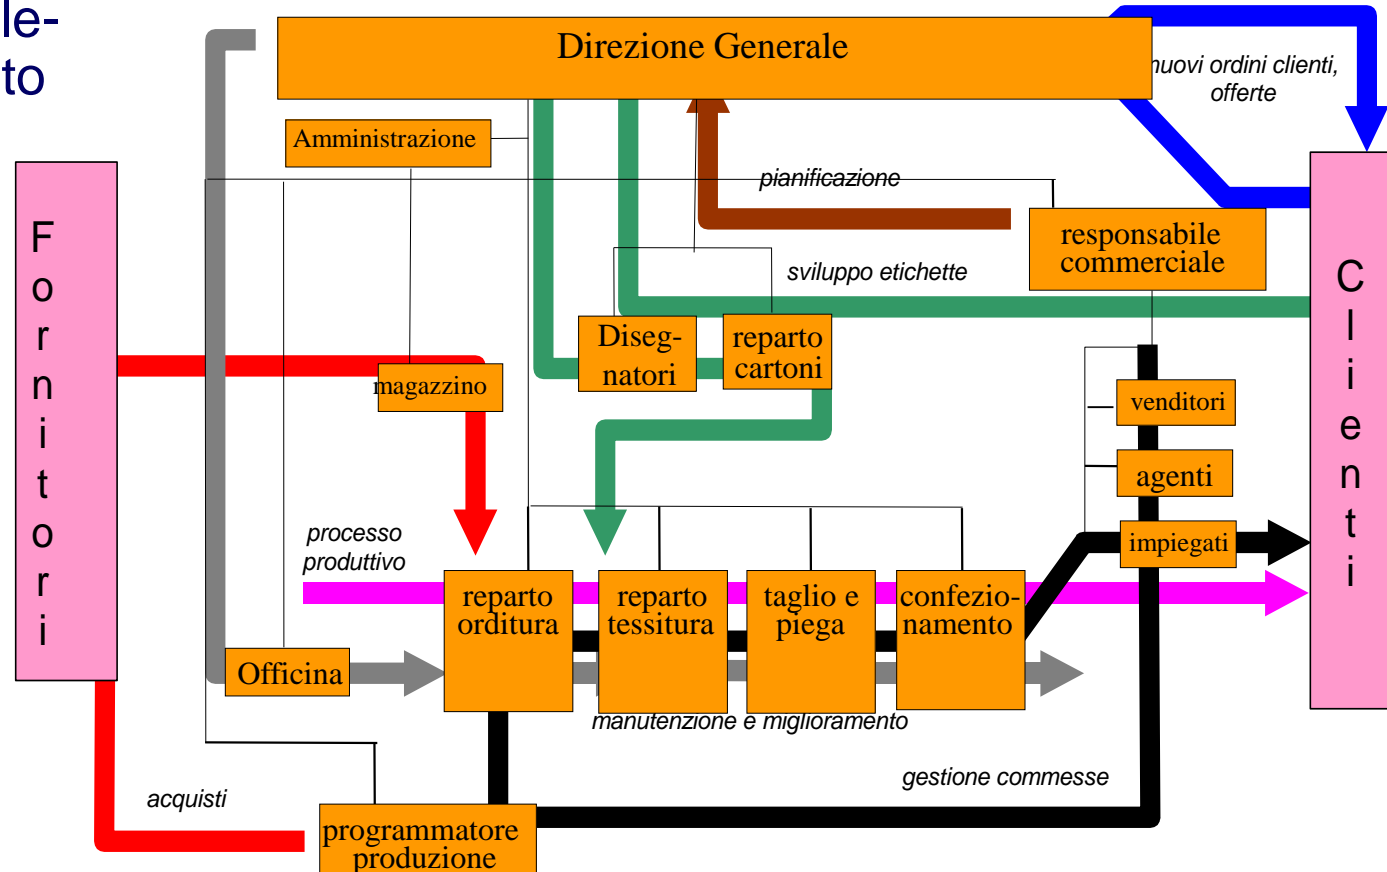 le-
to
Direzione Generale
nuovi ordini clienti,
offerte
Amministrazione
pianificazione
responsabile
commerciale
sviluppo etichette
Fornitori
Clienti
Diseg-
natori
reparto
cartoni
magazzino
venditori
agenti
impiegati
processo
produttivo
reparto
orditura
reparto
tessitura
taglio e
piega
confezio-
namento
Officina
manutenzione e miglioramento
gestione commesse
acquisti
programmatore
produzione